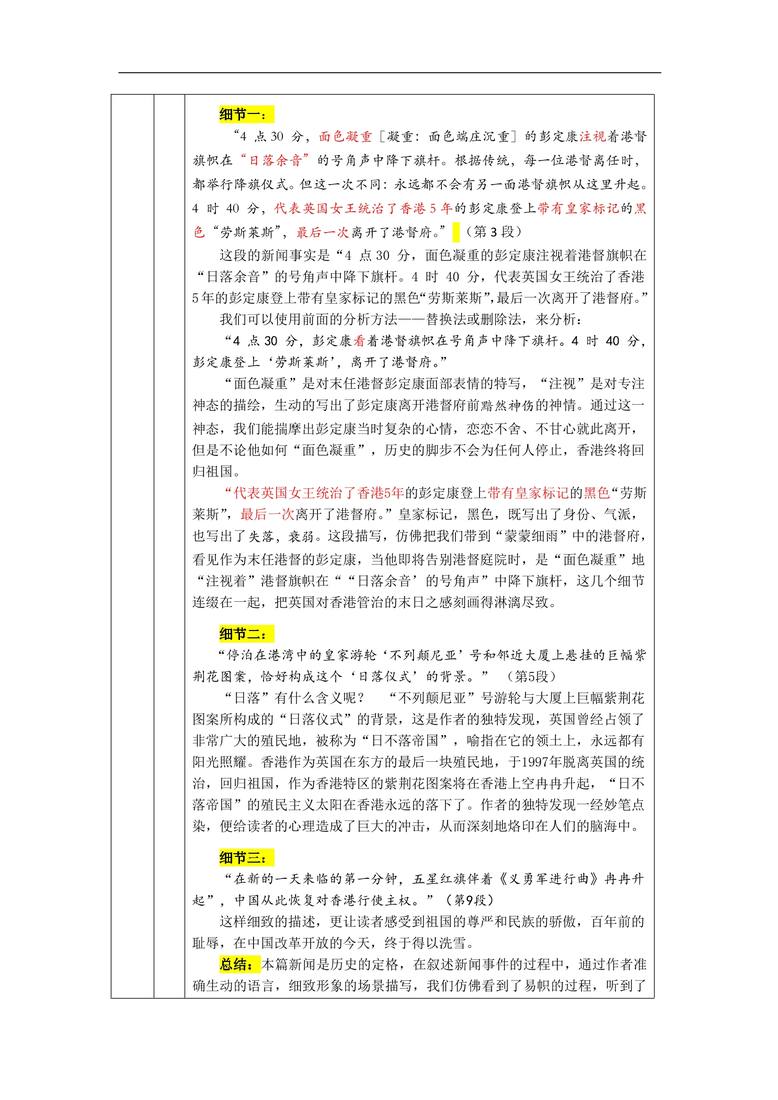 细节一：
“4 点30 分，面色凝重［凝重：面色端庄沉重］的彭定康注视着港督
旗帜在“日落余音”的号角声中降下旗杆。根据传统，每一位港督离任时，
都举行降旗仪式。但这一次不同：永远都不会有另一面港督旗帜从这里升起。
4 时 40 分，代表英国女王统治了香港 5 年的彭定康登上带有皇家标记的黑
色“劳斯莱斯”，最后一次离开了港督府。” （第 3 段）
这段的新闻事实是“4 点30 分，面色凝重的彭定康注视着港督旗帜在
“日落余音”的号角声中降下旗杆。4 时 40 分，代表英国女王统治了香港
5 年的彭定康登上带有皇家标记的黑色“劳斯莱斯”，最后一次离开了港督府。”
我们可以使用前面的分析方法——替换法或删除法，来分析：
“4 点30 分，彭定康看着港督旗帜在号角声中降下旗杆。4 时 40 分，
彭定康登上‘劳斯莱斯’，离开了港督府。”
“面色凝重”是对末任港督彭定康面部表情的特写，“注视”是对专注
神态的描绘，生动的写出了彭定康离开港督府前黯然神伤的神情。通过这一
神态，我们能揣摩出彭定康当时复杂的心情，恋恋不舍、不甘心就此离开，
但是不论他如何“面色凝重”，历史的脚步不会为任何人停止，香港终将回
归祖国。
“代表英国女王统治了香港5年的彭定康登上带有皇家标记的黑色“劳斯
莱斯”，最后一次离开了港督府。”皇家标记，黑色，既写出了身份、气派，
也写出了失落，衰弱。这段描写，仿佛把我们带到“蒙蒙细雨”中的港督府，
看见作为末任港督的彭定康，当他即将告别港督庭院时，是“面色凝重”地
“注视着”港督旗帜在““日落余音’的号角声”中降下旗杆，这几个细节
连缀在一起，把英国对香港管治的末日之感刻画得淋漓尽致。
细节二：
“停泊在港湾中的皇家游轮‘不列颠尼亚’号和邻近大厦上悬挂的巨幅紫
荆花图案，恰好构成这个‘日落仪式’的背景。” （第5段）
“日落”有什么含义呢？ “不列颠尼亚”号游轮与大厦上巨幅紫荆花
图案所构成的“日落仪式”的背景，这是作者的独特发现，英国曾经占领了
非常广大的殖民地，被称为“日不落帝国”，喻指在它的领土上，永远都有
阳光照耀。香港作为英国在东方的最后一块殖民地，于1997年脱离英国的统
治，回归祖国，作为香港特区的紫荆花图案将在香港上空冉冉升起，“日不
落帝国”的殖民主义太阳在香港永远的落下了。作者的独特发现一经妙笔点
染，便给读者的心理造成了巨大的冲击，从而深刻地烙印在人们的脑海中。
细节三：
“在新的一天来临的第一分钟，五星红旗伴着《义勇军进行曲》冉冉升
起”，中国从此恢复对香港行使主权。”（第9段）
这样细致的描述，更让读者感受到祖国的尊严和民族的骄傲，百年前的
耻辱，在中国改革开放的今天，终于得以洗雪。
总结：本篇新闻是历史的定格，在叙述新闻事件的过程中，通过作者准
确生动的语言，细致形象的场景描写，我们仿佛看到了易帜的过程，听到了